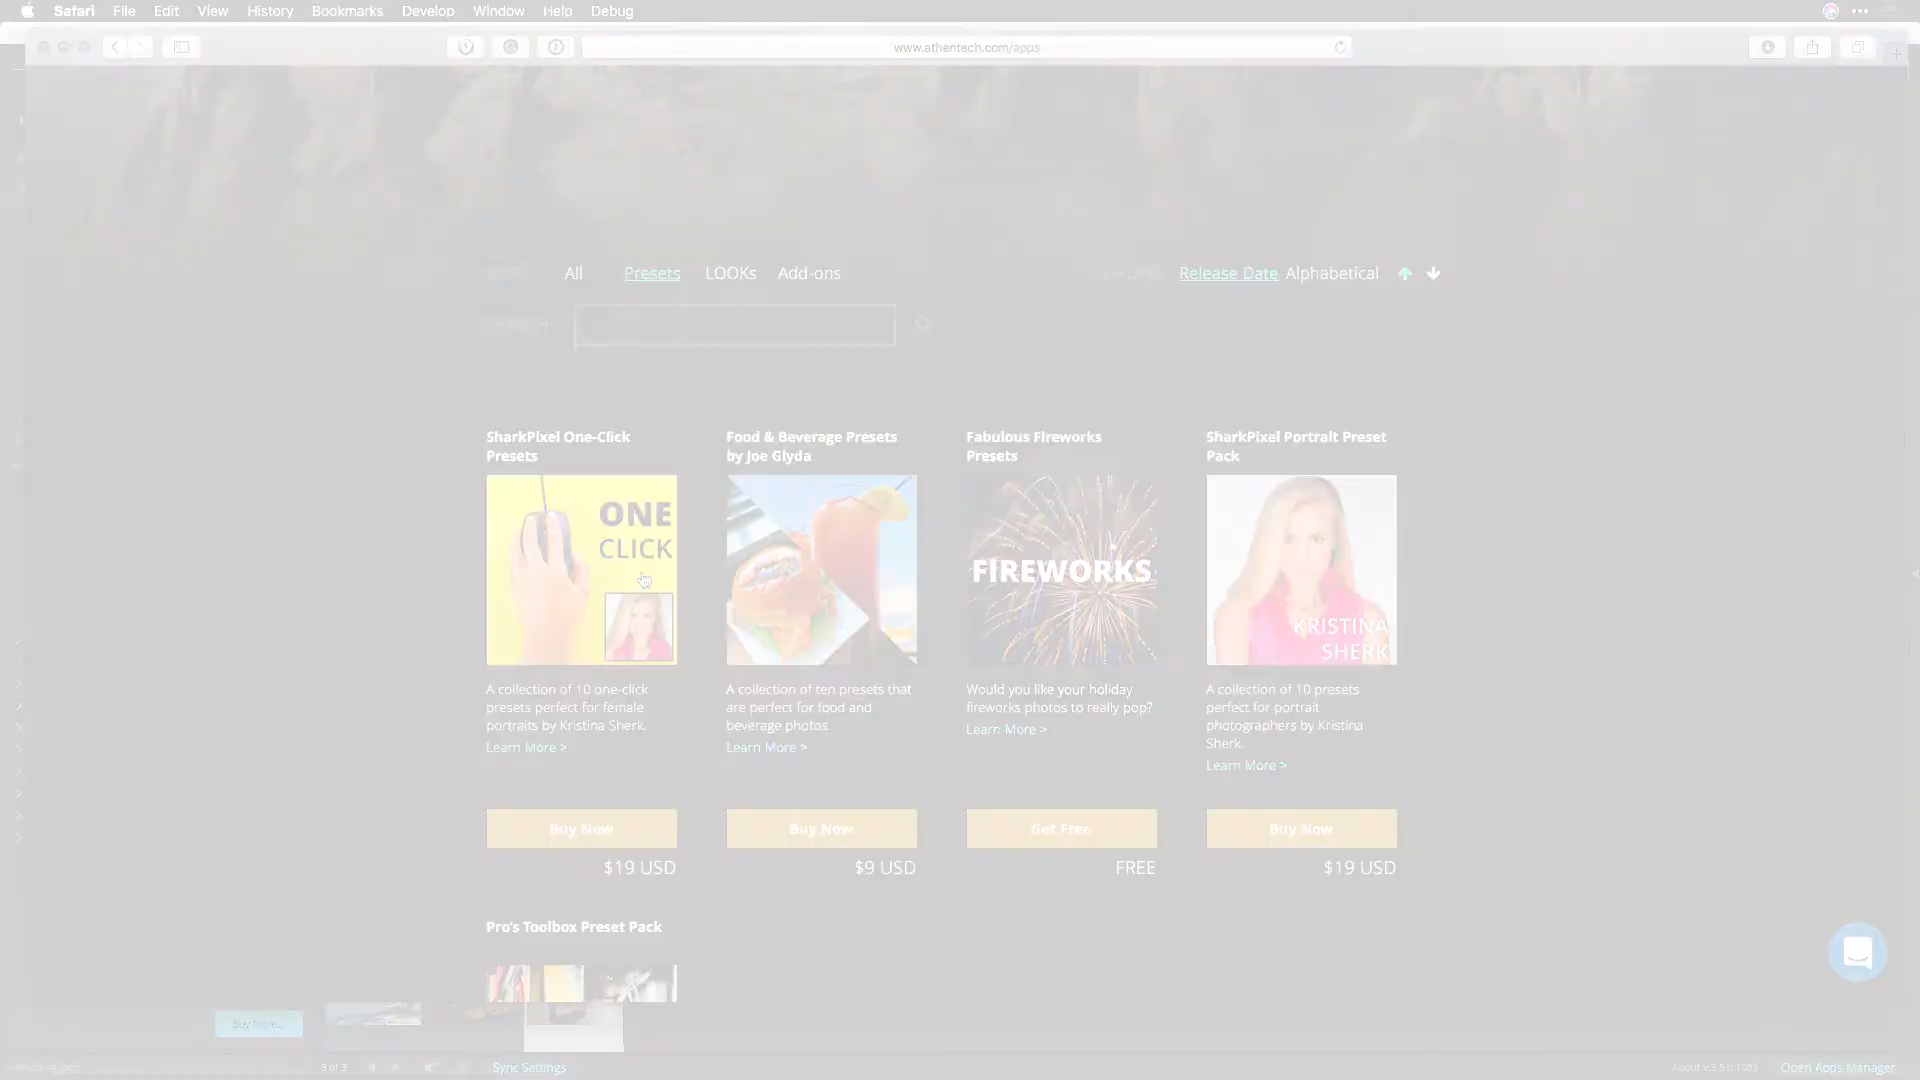 Safari File Edit View History Bookmarks Develop Window Help Debug
www.athentech.com/apps
All Presets LOOKs Add-ons Release Date Alphabetical
SharkPixel One-Click
Presets
Food & Beverage Presets
by Joe Glyda
Fabulous Fireworks
Presets
SharkPixel Portrait Preset
Pack
ONE
CLICK
FIREWORKS
KRISTINA
SHERK
A collection of 10 one-click
presets perfect for female
portraits by Kristina Sherk.
Learn More >
A collection of ten presets that
are perfect for food and
beverage photos.
Learn More >
Would you like your holiday
fireworks photos to really pop?
Learn More >
A collection of 10 presets
perfect for portrait
photographers by Kristina
Sherk.
Learn More >
Buy Now
$19 USD
Buy Now
$9 USD
Get Free
FREE
Buy Now
$19 USD
Pro's Toolbox Preset Pack
Buy More...
3 of 3
Sync Settings
Open Apps Manager